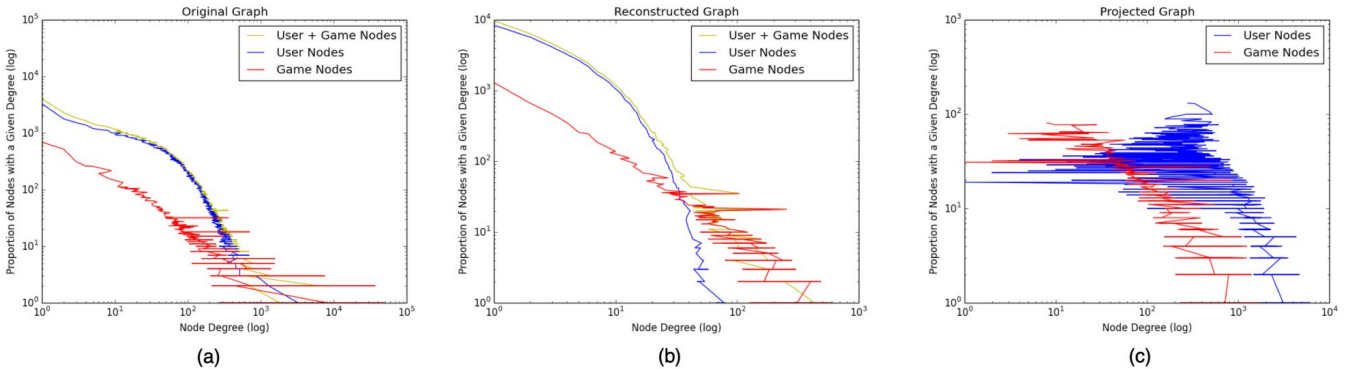 Original Graph
Proportion of Nodes with a Given Degree (log)
10^5
10^4
10^3
10^2
10^1
10^0
User + Game Nodes
User Nodes
Game Nodes
10^0 10^1 10^2 10^3 10^4 10^5
Node Degree (log)
(a)
Reconstructed Graph
Proportion of Nodes with a Given Degree (log)
10^4
10^3
10^2
10^1
10^0
User + Game Nodes
User Nodes
Game Nodes
10^0 10^1 10^2 10^3
Node Degree (log)
(b)
Projected Graph
Proportion of Nodes with a Given Degree (log)
10^3
10^2
10^1
10^0
User Nodes
Game Nodes
10^0 10^1 10^2 10^3 10^4
Node Degree (log)
(c)